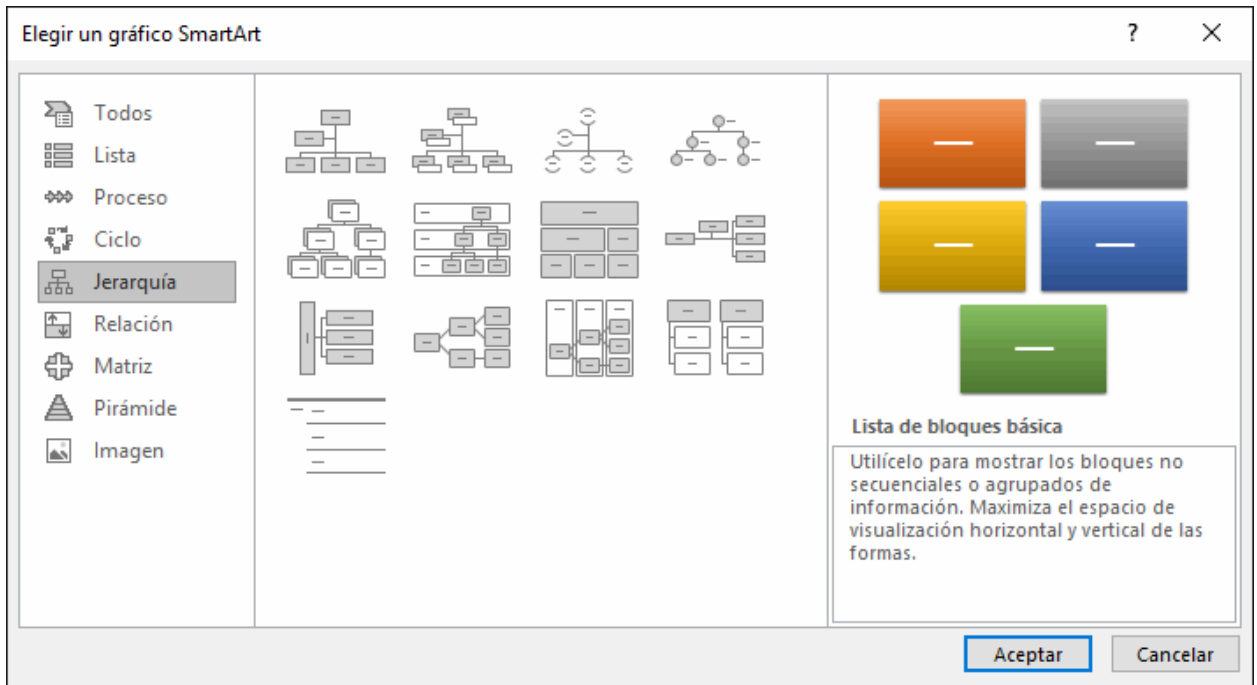 Elegir un gráfico SmartArt
?
Todos
Lista
Proceso
Ciclo
Jerarquía
Relación
Matriz
Pirámide
Imagen
Lista de bloques básica
Utilícelo para mostrar los bloques no
secuenciales o agrupados de
información. Maximiza el espacio de
visualización horizontal y vertical de las
formas.
Aceptar
Cancelar